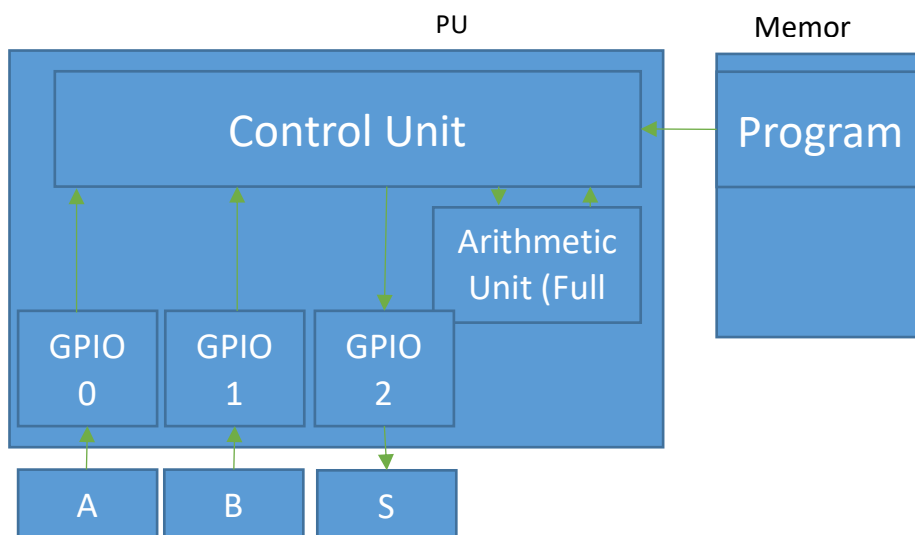 PU
Memor
Control Unit
Program
Arithmetic
Unit (Full
GPIO
0
GPIO
1
GPIO
2
A
B
S